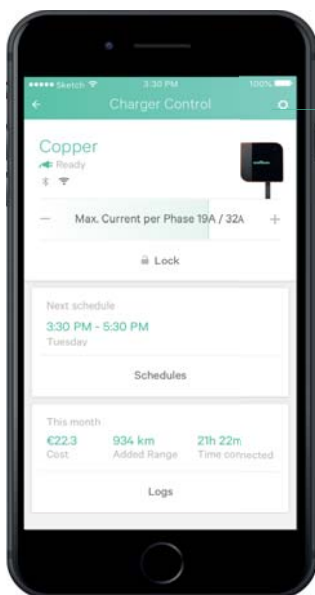 Sketch 3:30 PM 100%
Charger Control
Copper
Ready
− Max. Current per Phase 19A / 32A +
Lock
Next schedule
3:30 PM - 5:30 PM
Tuesday
Schedules
This month
€22.3 934 km 21h 22m
Cost Added Range Time connected
Logs